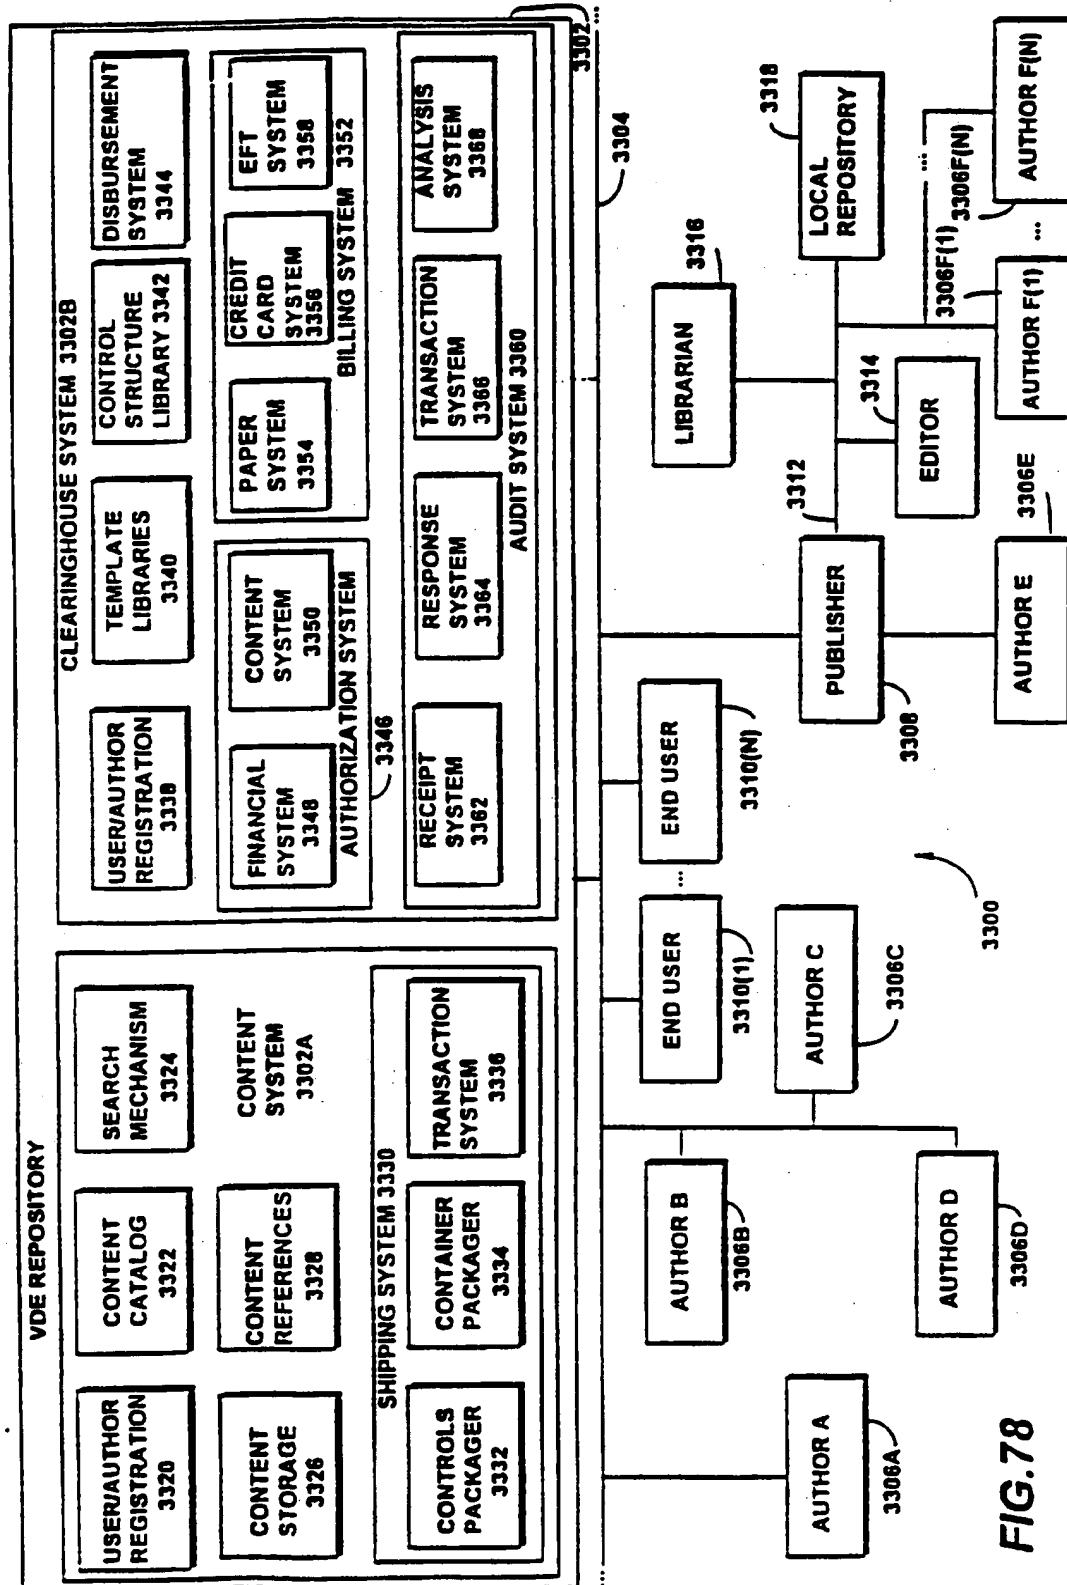 VDE REPOSITORY
3302
USER/AUTHOR
REGISTRATION
3320
CONTENT
CATALOG
3322
SEARCH
MECHANISM
3324
CONTENT
STORAGE
3326
CONTENT
REFERENCES
3328
CONTENT
SYSTEM
3302A
SHIPPING SYSTEM 3330
CONTROLS
PACKAGER
3332
CONTAINER
PACKAGER
3334
TRANSACTION
SYSTEM
3336
CLEARINGHOUSE SYSTEM 3302B
USER/AUTHOR
REGISTRATION
3338
TEMPLATE
LIBRARIES
3340
CONTROL
STRUCTURE
LIBRARY 3342
DISBURSEMENT
SYSTEM
3344
FINANCIAL
SYSTEM
3348
CONTENT
SYSTEM
3350
AUTHORIZATION SYSTEM
3346
PAPER
SYSTEM
3354
CREDIT
CARD
SYSTEM
3356
EFT
SYSTEM
3358
BILLING SYSTEM 3352
RECEIPT
SYSTEM
3362
RESPONSE
SYSTEM
3364
TRANSACTION
SYSTEM
3366
ANALYSIS
SYSTEM
3368
AUDIT SYSTEM 3360
...
...
3304
AUTHOR A
3306A
AUTHOR B
3306B
AUTHOR C
3306C
AUTHOR D
3306D
END USER
3310(1)
...
END USER
3310(N)
PUBLISHER
3308
3312
AUTHOR E
3306E
LIBRARIAN
3316
EDITOR
3314
LOCAL
REPOSITORY
3318
AUTHOR F(1)
3306F(1)
...
...
AUTHOR F(N)
3306F(N)
3300
FIG.78